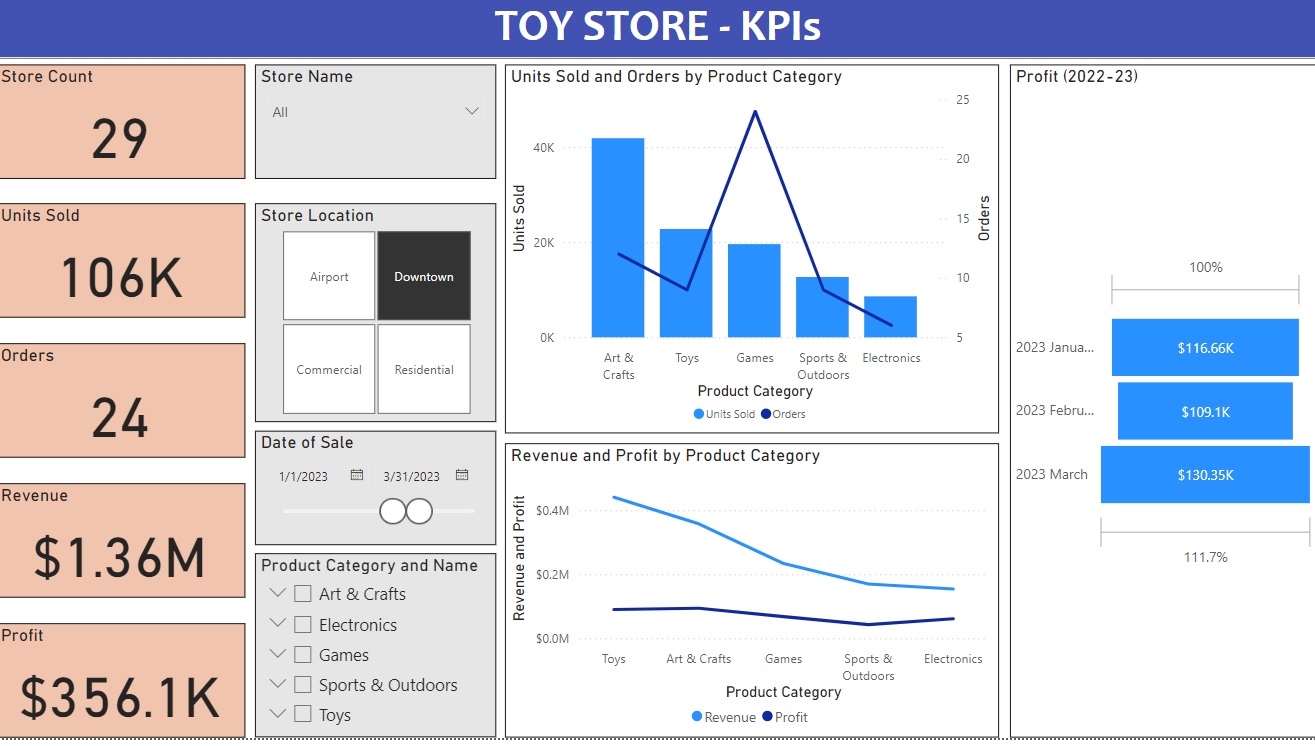 TOY STORE - KPIs
Store Count
29
Units Sold
106K
Orders
24
Revenue
$1.36M
Profit
$356.1K
Store Name
All
Store Location
Airport
Downtown
Commercial
Residential
Date of Sale
1/1/2023
3/31/2023
Product Category and Name
Art & Crafts
Electronics
Games
Sports & Outdoors
Toys
Units Sold and Orders by Product Category
Units Sold
40K
20K
0K
25
20
15
10
5
Orders
Art &
Crafts
Toys
Games
Sports &
Outdoors
Electronics
Product Category
Units Sold
Orders
Revenue and Profit by Product Category
Revenue and Profit
$0.4M
$0.2M
$0.0M
Toys
Art & Crafts
Games
Sports &
Outdoors
Electronics
Product Category
Revenue
Profit
Profit (2022-23)
100%
2023 Janua...
$116.66K
2023 Febru...
$109.1K
2023 March
$130.35K
111.7%